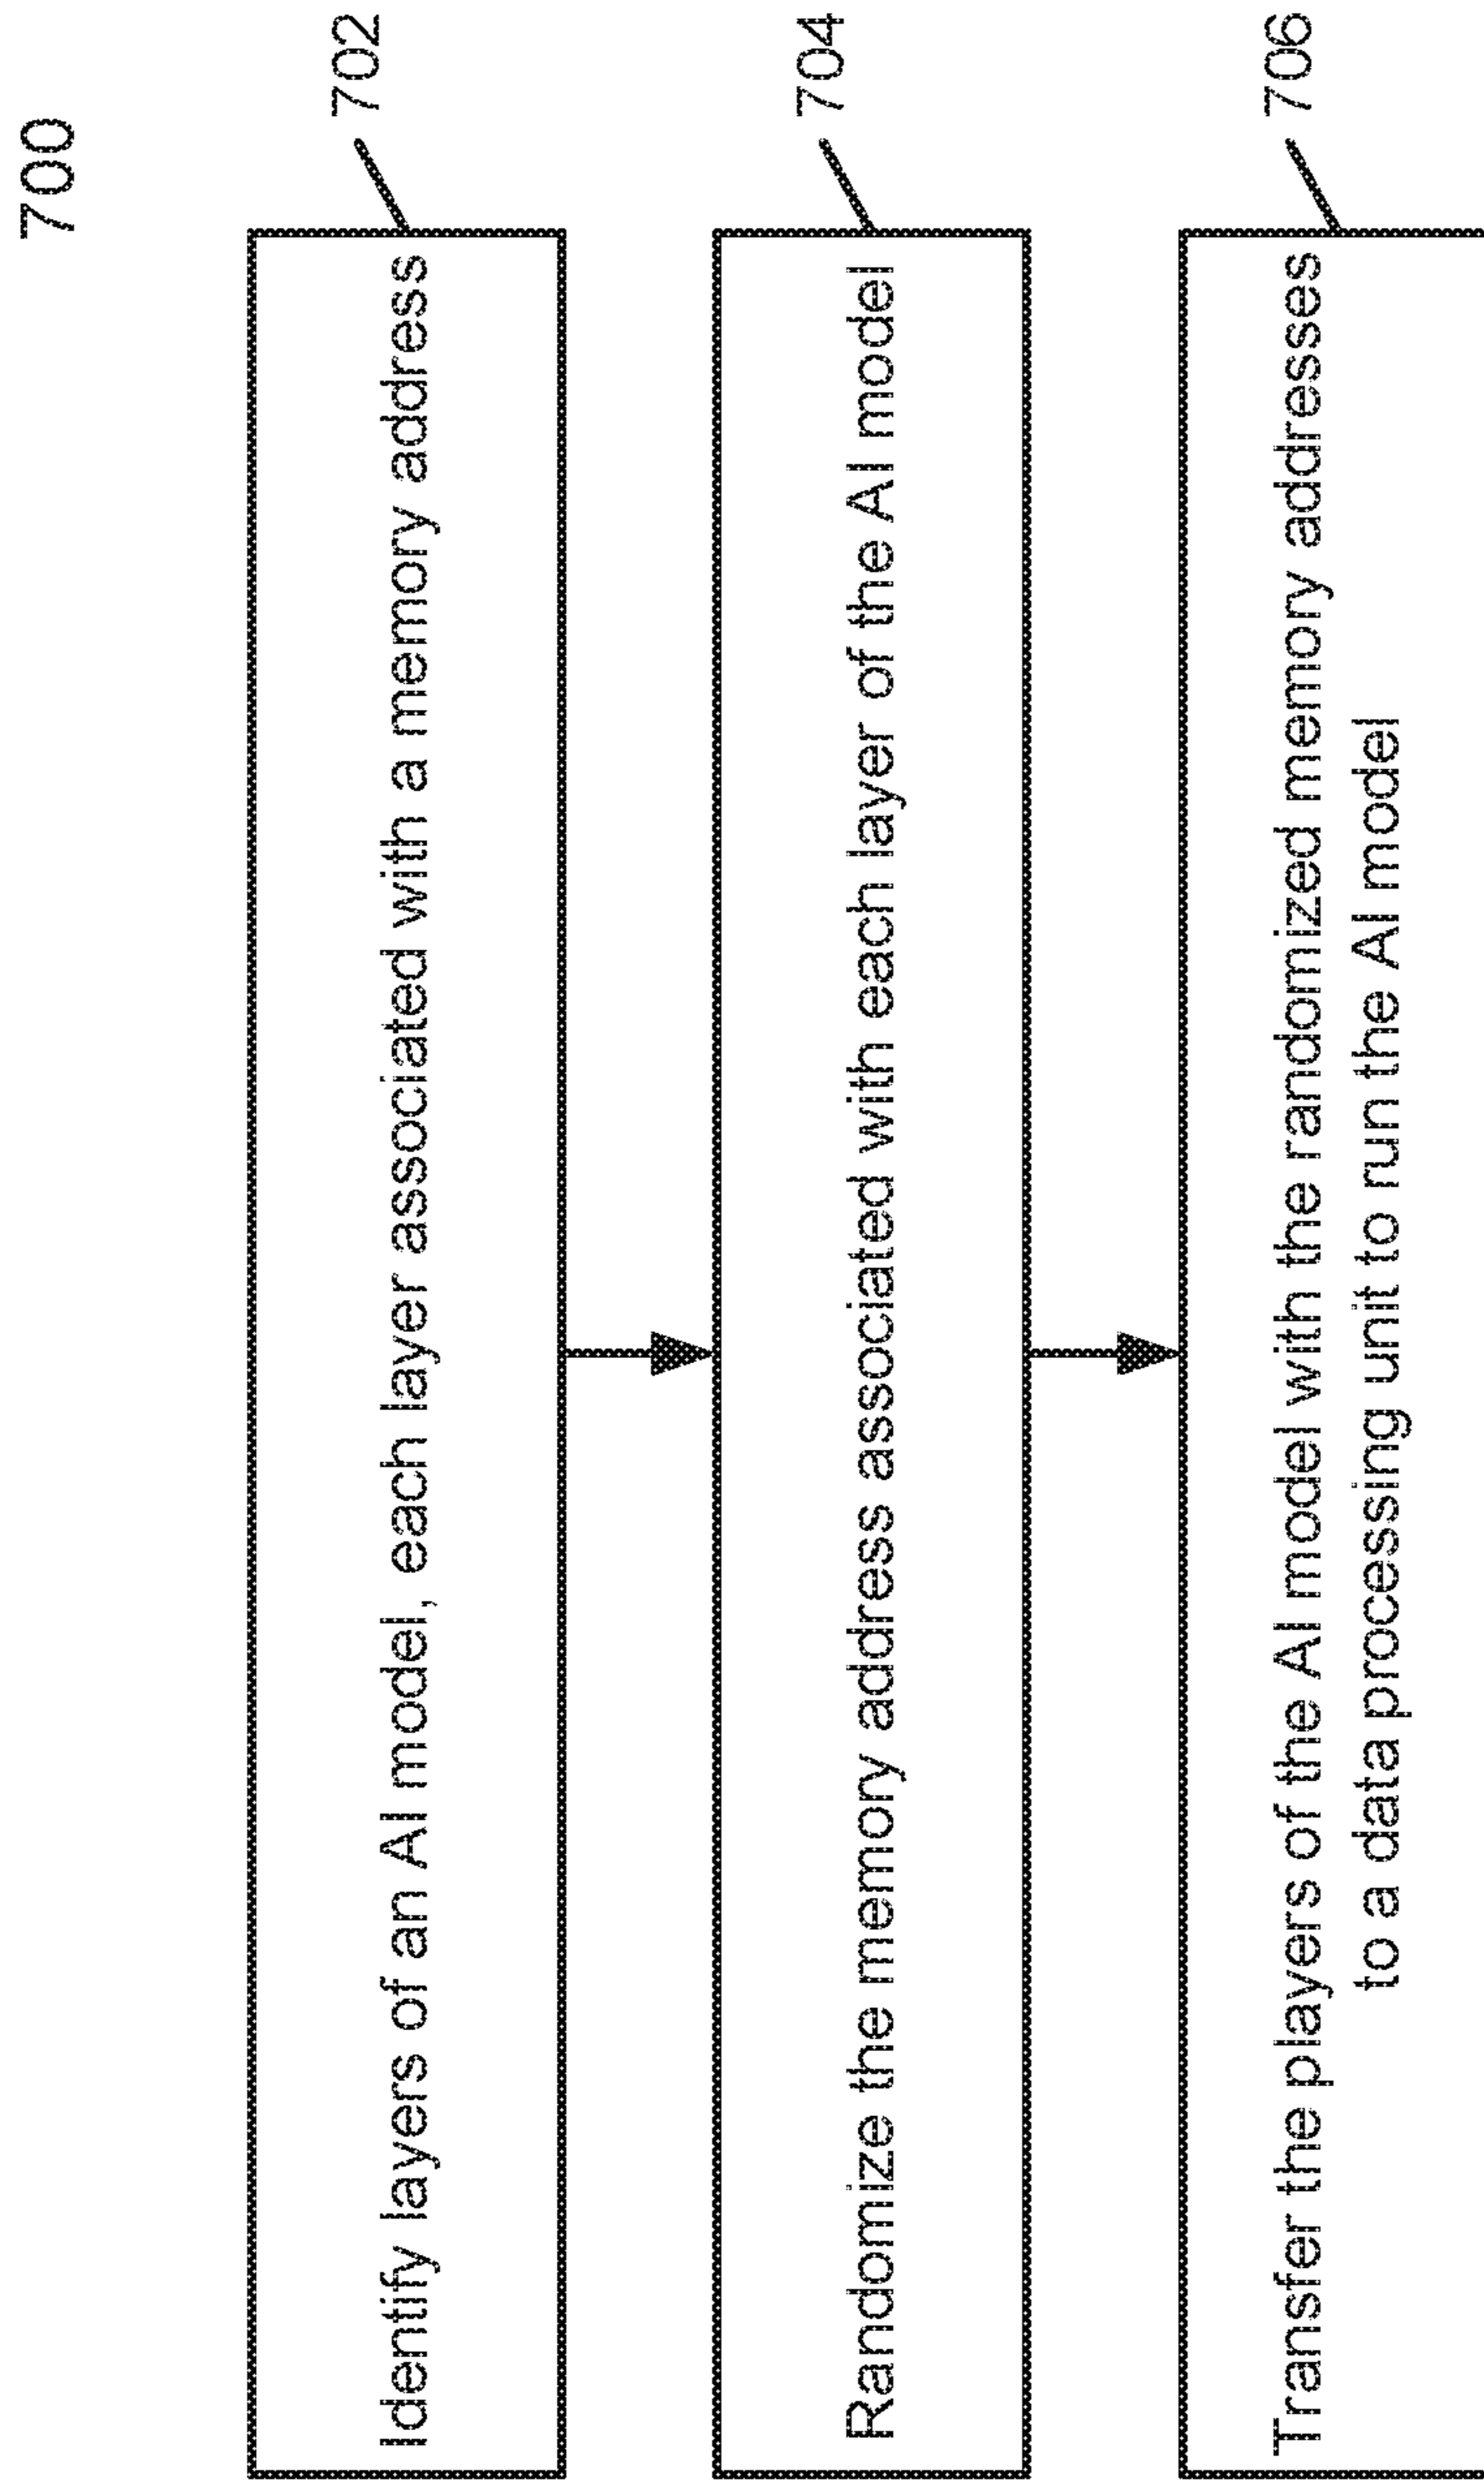 700
702
Identify layers of an AI model, each layer associated with a memory address
704
Randomize the memory address associated with each layer of the AI model
706
Transfer the players of the AI model with the randomized memory addresses
to a data processing unit to run the AI model